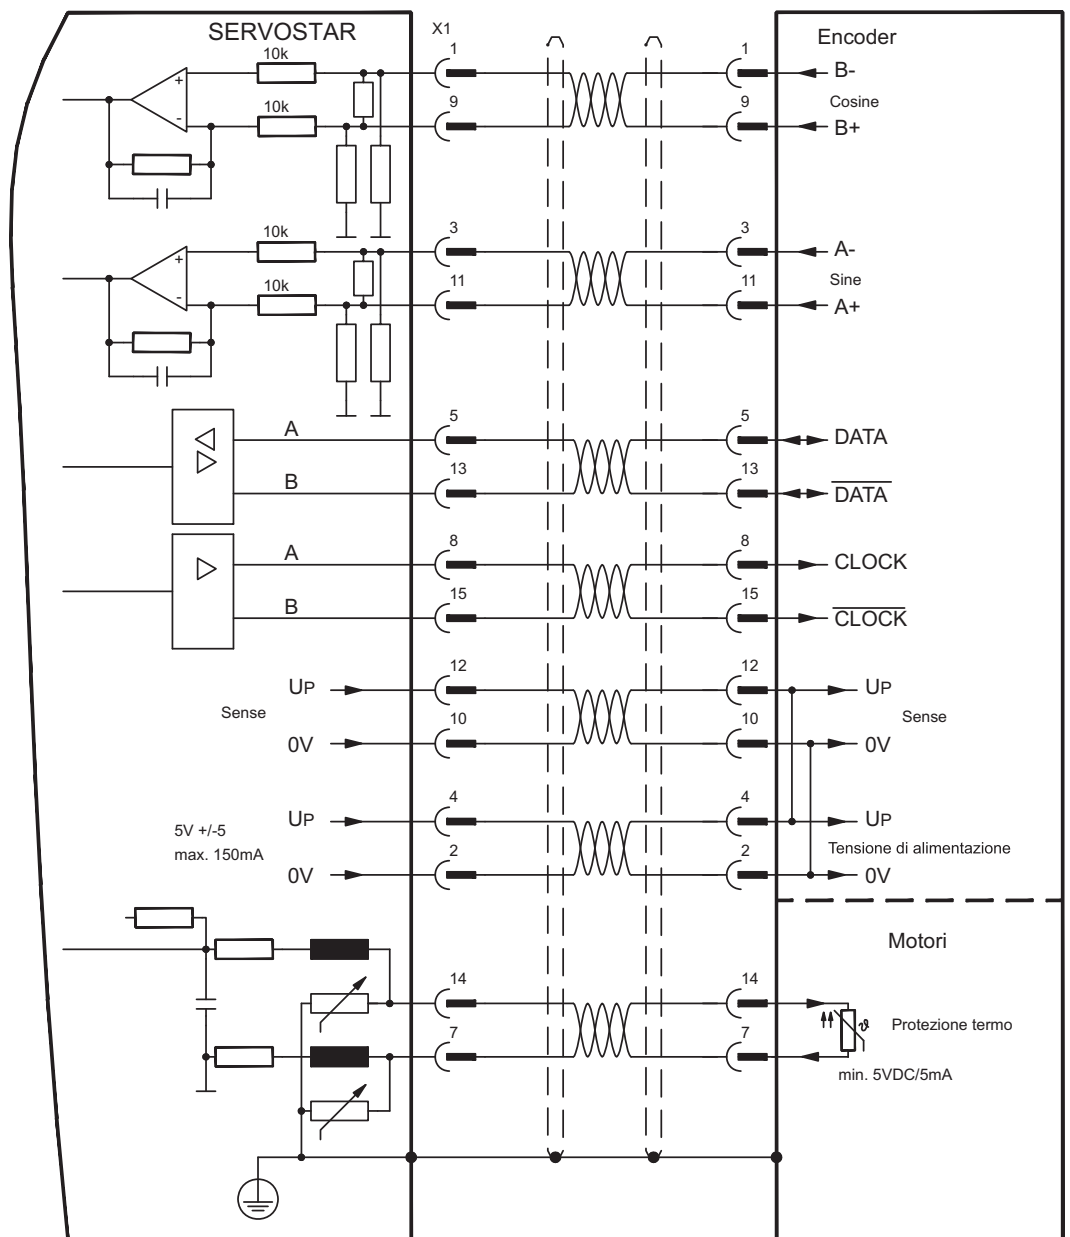 SERVOSTAR
X1
Encoder
10k
1
1
B-
+
Cosine
10k
9
9
B+
-
10k
3
3
A-
+
Sine
10k
11
11
A+
-
A
5
5
DATA
B
13
13
DATA
A
8
8
CLOCK
B
15
15
CLOCK
UP
12
12
UP
Sense
Sense
0V
10
10
0V
UP
4
4
UP
5V +/-5
max. 150mA
Tensione di alimentazione
0V
2
2
0V
Motori
14
14
ϑ
Protezione termo
7
7
min. 5VDC/5mA